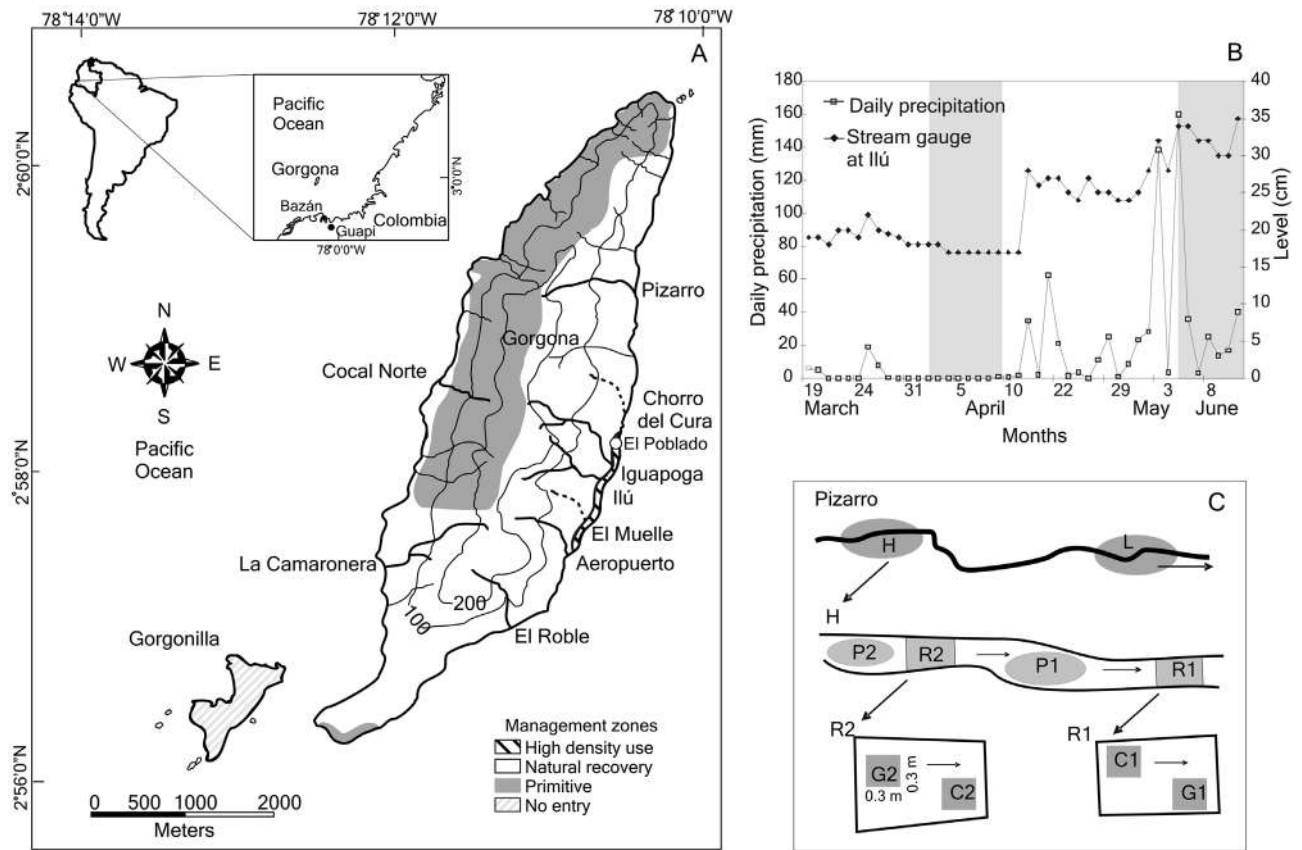 78°14'0"W
78°12'0"W
78°10'0"W
A
Pacific
Ocean
Gorgona
Bazán
Guapi
Colombia
3°0'0"N
78°0'0"W
2°60'0"N
2°58'0"N
2°56'0"N
N
W
E
S
Pacific
Ocean
Pizarro
Gorgona
Cocal Norte
Chorro
del Cura
El Poblado
Iguapoga
Ilú
El Muelle
Aeropuerto
La Camaronera
200
100
El Roble
Gorgonilla
Management zones
High density use
Natural recovery
Primitive
No entry
0 500 1000 2000
Meters
B
Daily precipitation (mm)
180
160
140
120
100
80
60
40
20
0
Daily precipitation
Stream gauge
at Ilú
40
35
30
25
20
15
10
5
0
Level (cm)
19 24 31 5 10 22 29 3 8
March April May June
Months
C
Pizarro
H
L
H
P2
R2
P1
R1
R2
G2
0.3 m
0.3 m
C2
R1
C1
G1